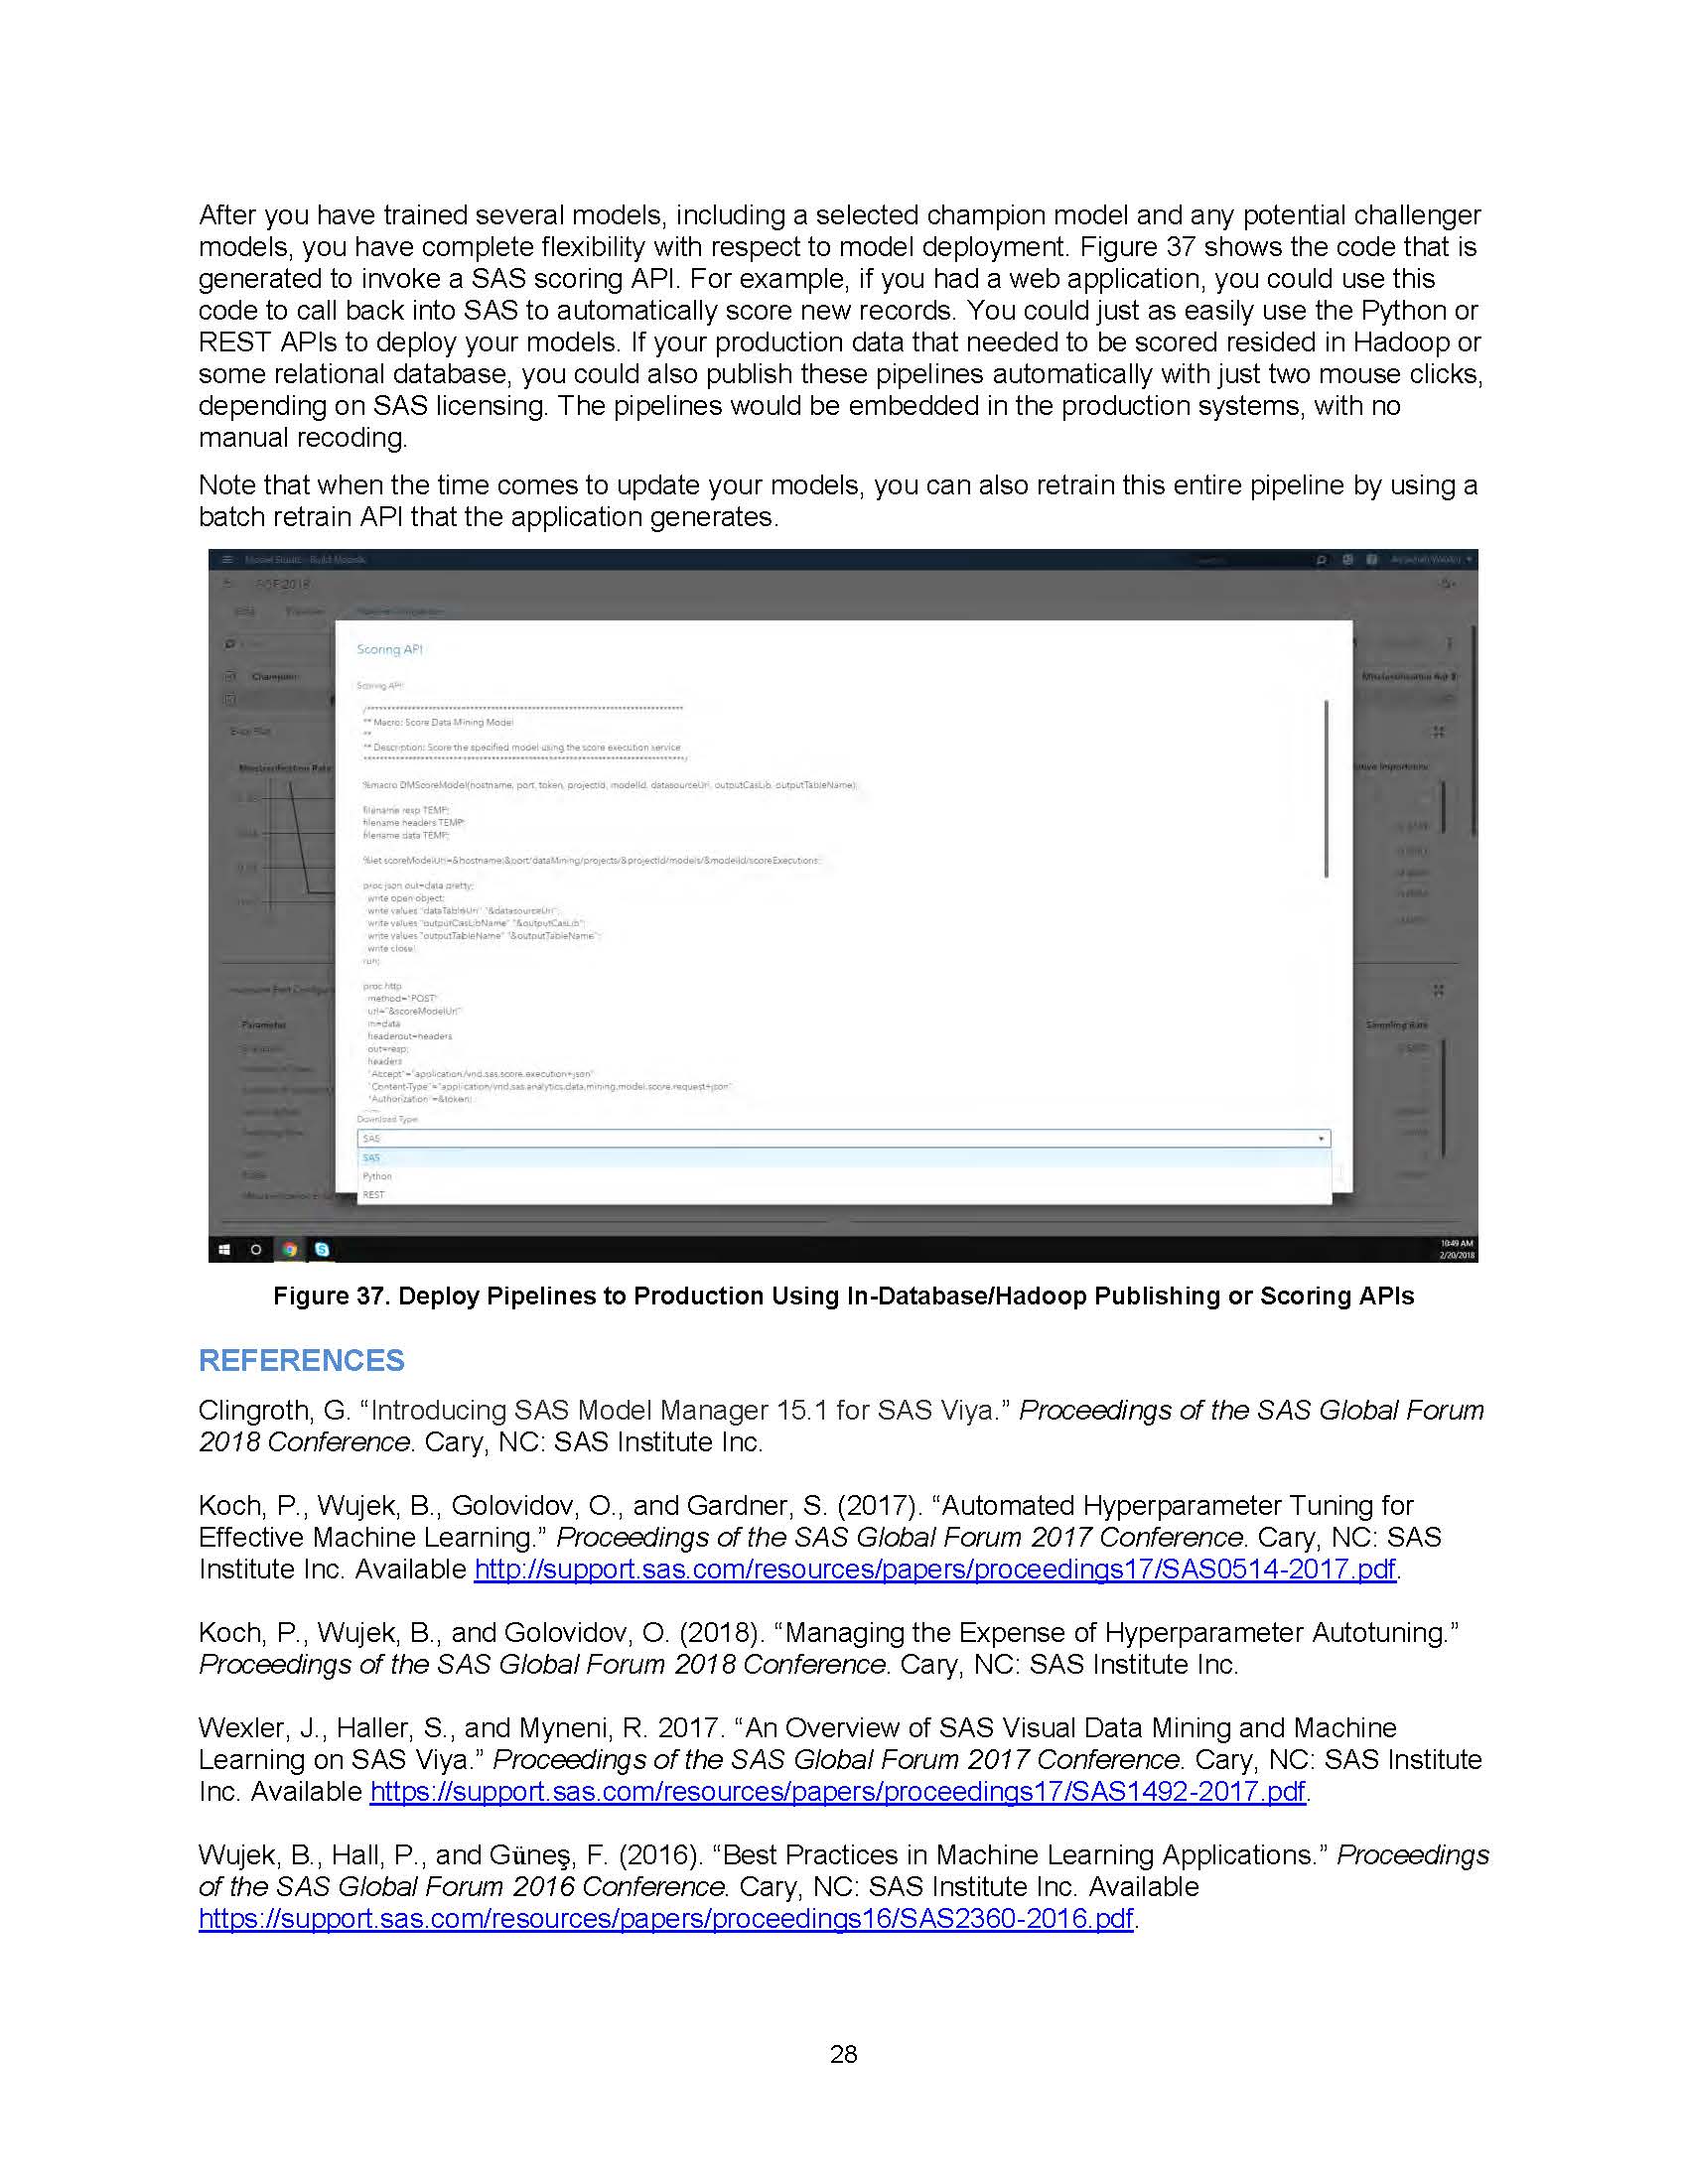 After you have trained several models, including a selected champion model and any potential challenger
models, you have complete flexibility with respect to model deployment. Figure 37 shows the code that is
generated to invoke a SAS scoring API. For example, if you had a web application, you could use this
code to call back into SAS to automatically score new records. You could just as easily use the Python or
REST APIs to deploy your models. If your production data that needed to be scored resided in Hadoop or
some relational database, you could also publish these pipelines automatically with just two mouse clicks,
depending on SAS licensing. The pipelines would be embedded in the production systems, with no
manual recoding.
Note that when the time comes to update your models, you can also retrain this entire pipeline by using a
batch retrain API that the application generates.
Model Studio - Build Models
Champion
Scoring API
Scoring API:
** Macro: Score Data Mining Model
**
** Description: Score the specified model using the score execution service
%macro DMScoreModel(hostname, port, token, projectId, modelId, datasourceUri, outputCasLib, outputTableName);
filename resp TEMP;
filename headers TEMP;
filename data TEMP;
%let scoreModelUri=&hostname:&port/dataMining/projects/&projectId/models/&modelId/scoreExecutions;
proc json out=data pretty;
write open object;
write values "dataTableUri" "&datasourceUri";
write values "outputCasLibName" "&outputCasLib";
write values "outputTableName" "&outputTableName";
write close;
run;
proc http
method="POST"
url="&scoreModelUri"
in=data
headerout=headers
out=resp;
headers
"Accept"="application/vnd.sas.score.execution+json"
"Content-Type"="application/vnd.sas.analytics.data.mining.model.score.request+json"
"Authorization"=&token;
Download Type
SAS
SAS
Python
REST
Misclassification Rate
Parameter
Sampling Rate
10:49 AM
2/20/2018
Figure 37. Deploy Pipelines to Production Using In-Database/Hadoop Publishing or Scoring APIs
REFERENCES
Clingroth, G. “Introducing SAS Model Manager 15.1 for SAS Viya.” Proceedings of the SAS Global Forum
2018 Conference. Cary, NC: SAS Institute Inc.
Koch, P., Wujek, B., Golovidov, O., and Gardner, S. (2017). “Automated Hyperparameter Tuning for
Effective Machine Learning.” Proceedings of the SAS Global Forum 2017 Conference. Cary, NC: SAS
Institute Inc. Available http://support.sas.com/resources/papers/proceedings17/SAS0514-2017.pdf.
Koch, P., Wujek, B., and Golovidov, O. (2018). “Managing the Expense of Hyperparameter Autotuning.”
Proceedings of the SAS Global Forum 2018 Conference. Cary, NC: SAS Institute Inc.
Wexler, J., Haller, S., and Myneni, R. 2017. “An Overview of SAS Visual Data Mining and Machine
Learning on SAS Viya.” Proceedings of the SAS Global Forum 2017 Conference. Cary, NC: SAS Institute
Inc. Available https://support.sas.com/resources/papers/proceedings17/SAS1492-2017.pdf.
Wujek, B., Hall, P., and Güneş, F. (2016). “Best Practices in Machine Learning Applications.” Proceedings
of the SAS Global Forum 2016 Conference. Cary, NC: SAS Institute Inc. Available
https://support.sas.com/resources/papers/proceedings16/SAS2360-2016.pdf.
28